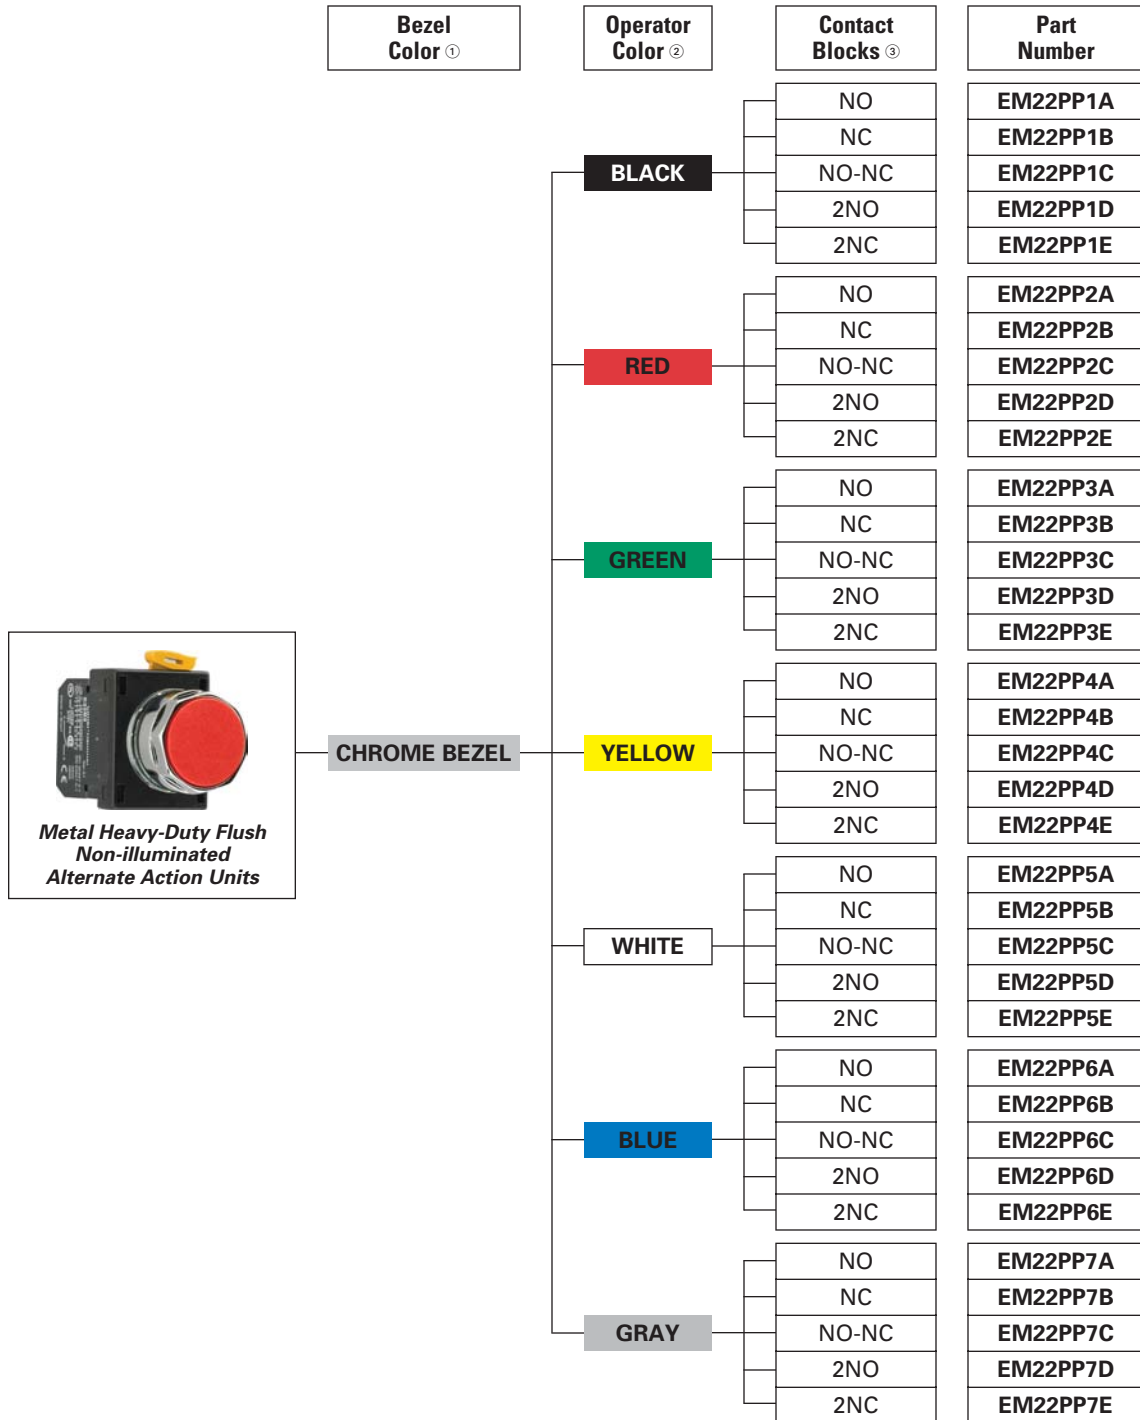 Bezel
Color ①
Operator
Color ②
Contact
Blocks ③
Part
Number
BLACK
NO EM22PP1A
NC EM22PP1B
NO-NC EM22PP1C
2NO EM22PP1D
2NC EM22PP1E
RED
NO EM22PP2A
NC EM22PP2B
NO-NC EM22PP2C
2NO EM22PP2D
2NC EM22PP2E
GREEN
NO EM22PP3A
NC EM22PP3B
NO-NC EM22PP3C
2NO EM22PP3D
2NC EM22PP3E
Metal Heavy-Duty Flush
Non-illuminated
Alternate Action Units
CHROME BEZEL
YELLOW
NO EM22PP4A
NC EM22PP4B
NO-NC EM22PP4C
2NO EM22PP4D
2NC EM22PP4E
WHITE
NO EM22PP5A
NC EM22PP5B
NO-NC EM22PP5C
2NO EM22PP5D
2NC EM22PP5E
BLUE
NO EM22PP6A
NC EM22PP6B
NO-NC EM22PP6C
2NO EM22PP6D
2NC EM22PP6E
GRAY
NO EM22PP7A
NC EM22PP7B
NO-NC EM22PP7C
2NO EM22PP7D
2NC EM22PP7E